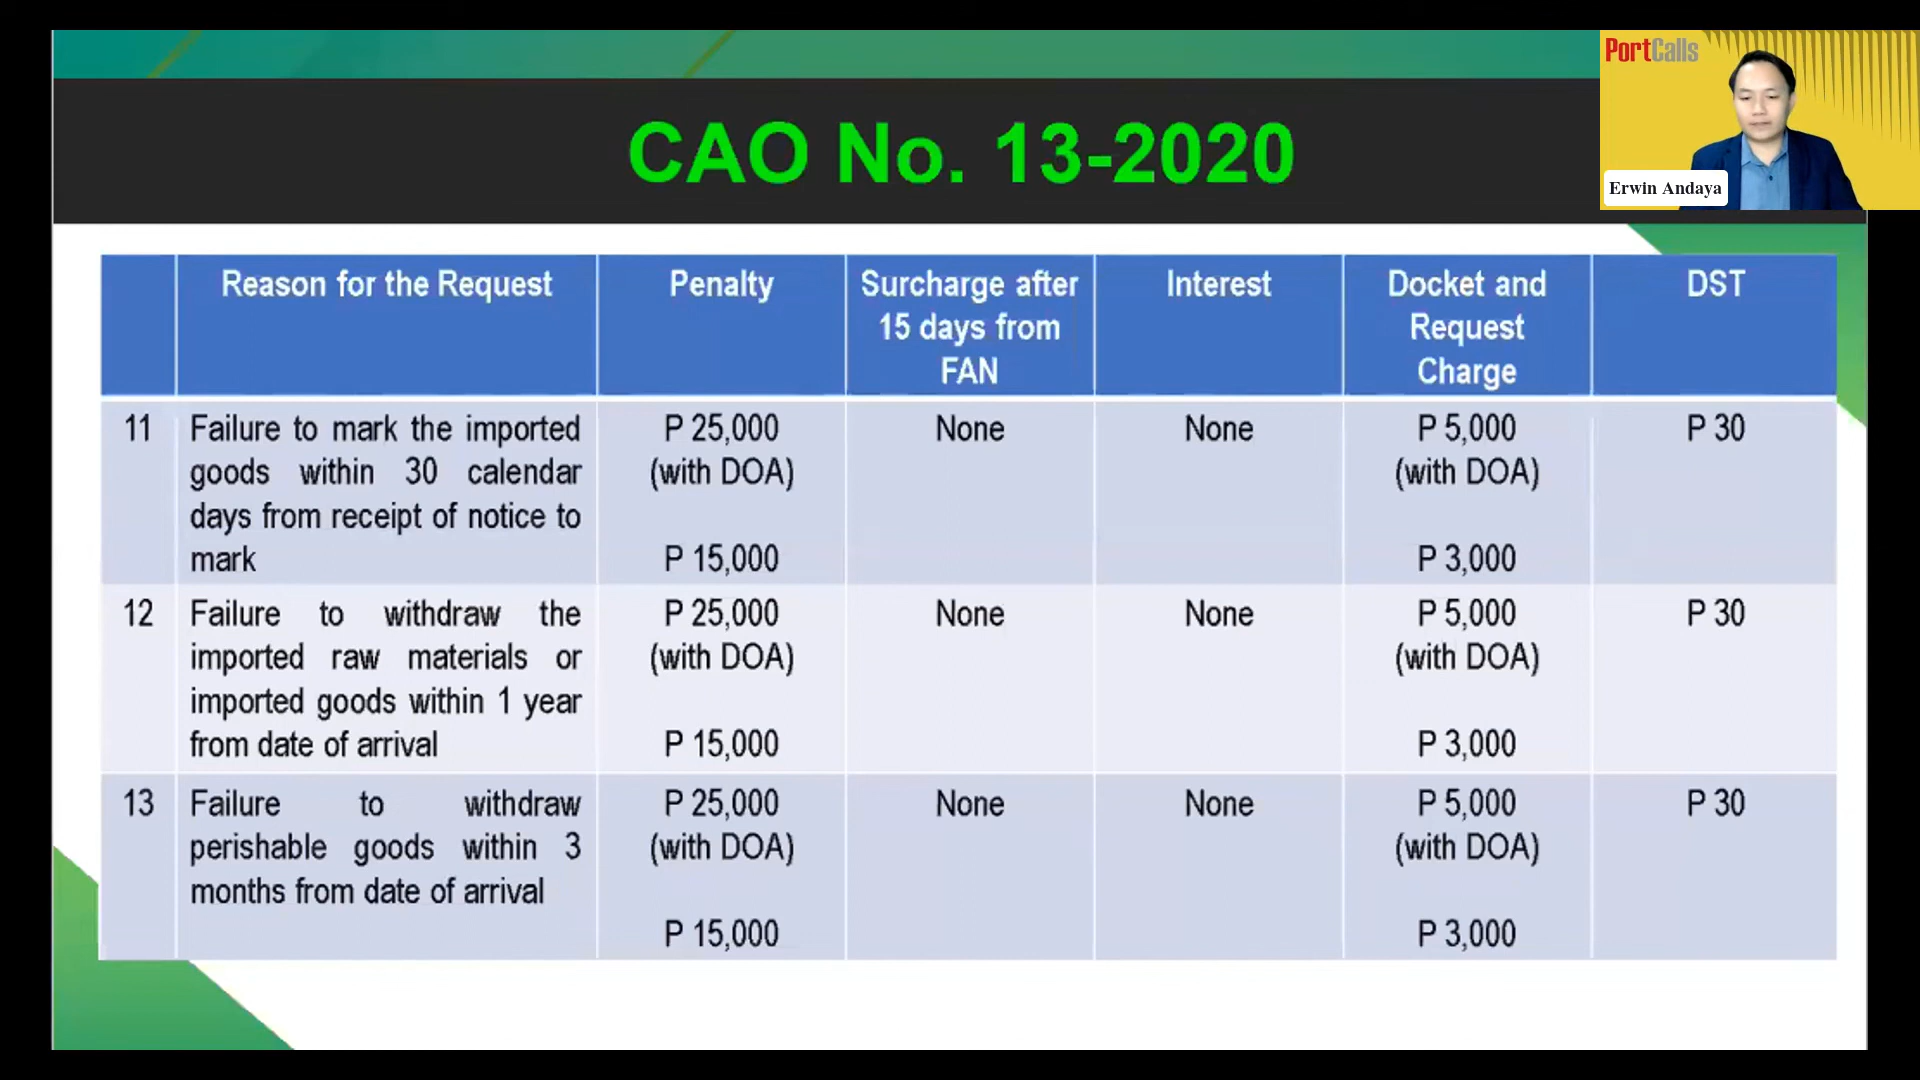 PortCalls
Erwin Andaya
CAO No. 13-2020
Reason for the Request
Penalty
Surcharge after
15 days from
FAN
Interest
Docket and
Request
Charge
DST
11
Failure to mark the imported
goods within 30 calendar
days from receipt of notice to
mark
P 25,000
(with DOA)
P 15,000
None
None
P 5,000
(with DOA)
P 3,000
P 30
12
Failure to withdraw the
imported raw materials or
imported goods within 1 year
from date of arrival
P 25,000
(with DOA)
P 15,000
None
None
P 5,000
(with DOA)
P 3,000
P 30
13
Failure to withdraw
perishable goods within 3
months from date of arrival
P 25,000
(with DOA)
P 15,000
None
None
P 5,000
(with DOA)
P 3,000
P 30